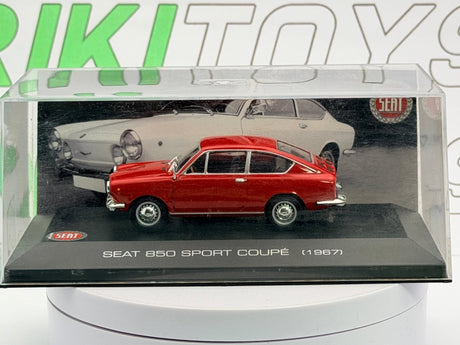 RIKITOYS
SEAT
SEAT
SEAT 850 SPORT COUPÉ (1967)